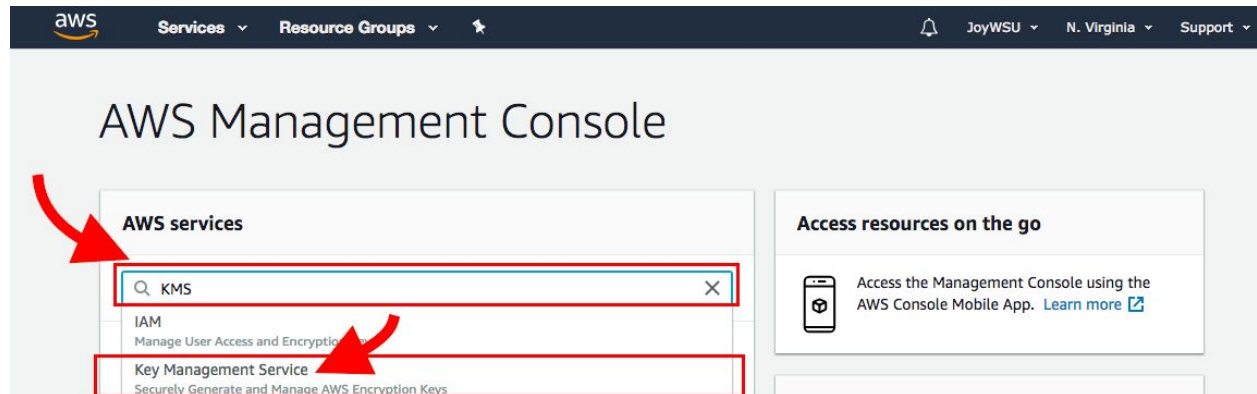 aws
Services
Resource Groups
JoyWSU
N. Virginia
Support
AWS Management Console
AWS services
KMS
IAM
Manage User Access and Encryption
Key Management Service
Securely Generate and Manage AWS Encryption Keys
Access resources on the go
Access the Management Console using the
AWS Console Mobile App. Learn more